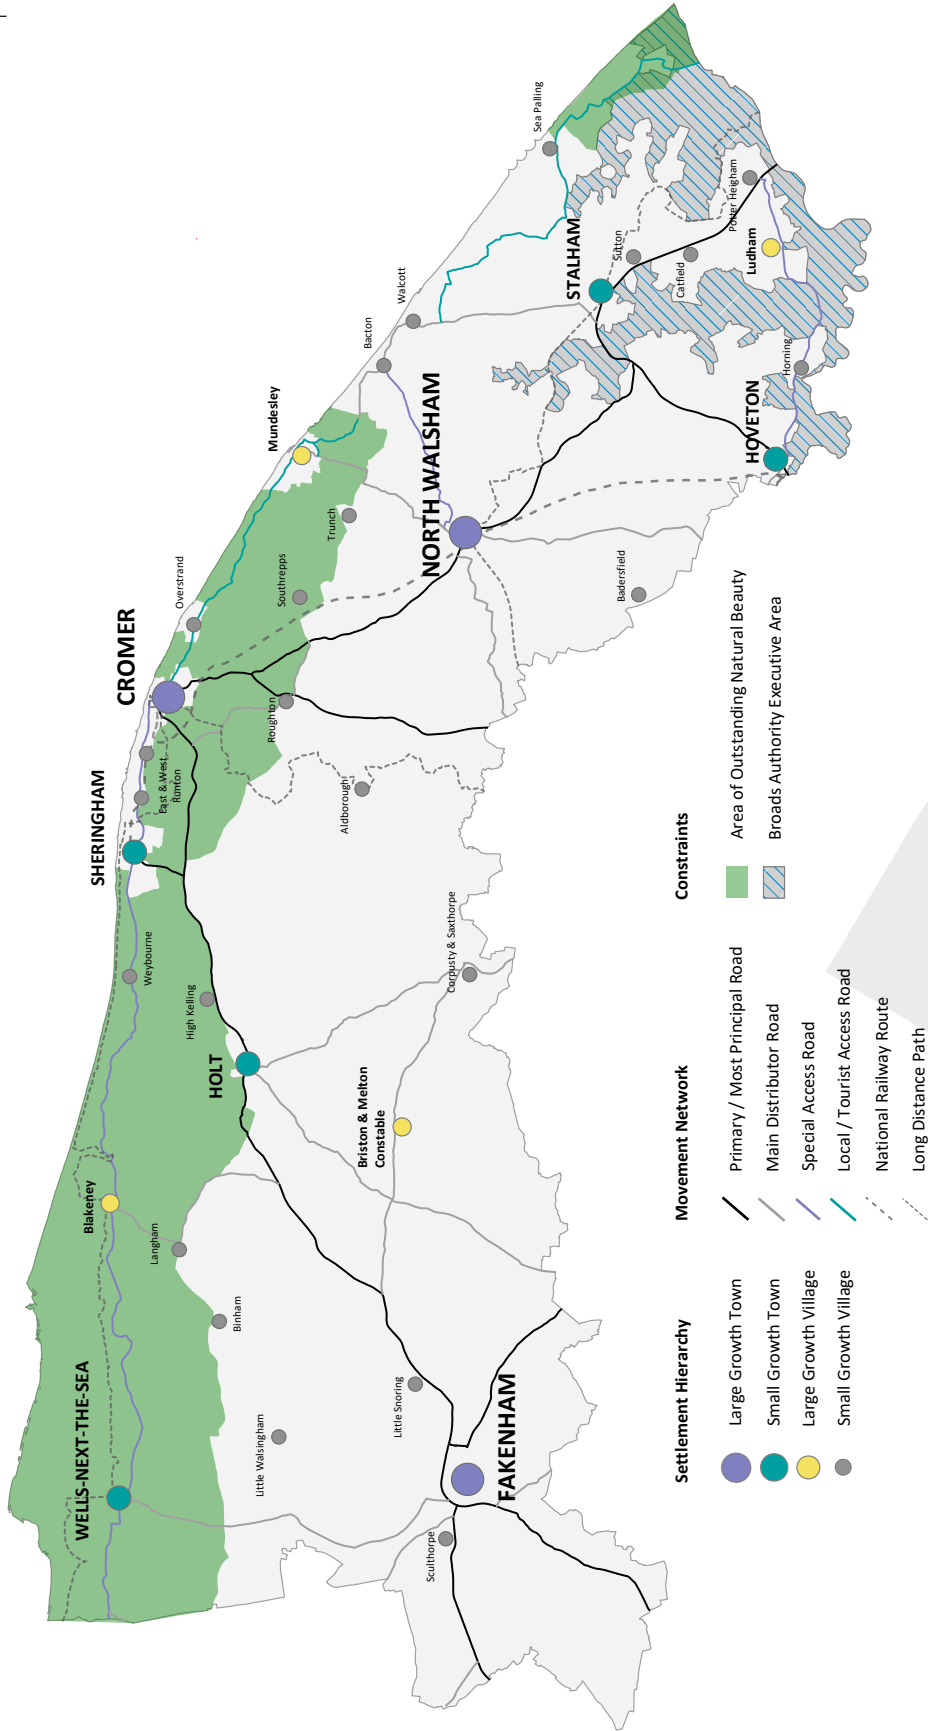 WELLS-NEXT-THE-SEA
Blakeney
Langham
Binham
Little Walsingham
Little Snoring
Sculthorpe
FAKENHAM
Weybourne
SHERINGHAM
East & West
Runton
CROMER
Overstrand
High Kelling
HOLT
Briston & Melton
Constable
Corpusty & Saxthorpe
Aldborough
Roughton
Southrepps
Trunch
Mundesley
Bacton
Walcott
NORTH WALSHAM
Badersfield
Sea Palling
STALHAM
Sutton
Catfield
Potter Heigham
Ludham
Horning
HOVETON
Settlement Hierarchy
Large Growth Town
Small Growth Town
Large Growth Village
Small Growth Village
Movement Network
Primary / Most Principal Road
Main Distributor Road
Special Access Road
Local / Tourist Access Road
National Railway Route
Long Distance Path
Constraints
Area of Outstanding Natural Beauty
Broads Authority Executive Area